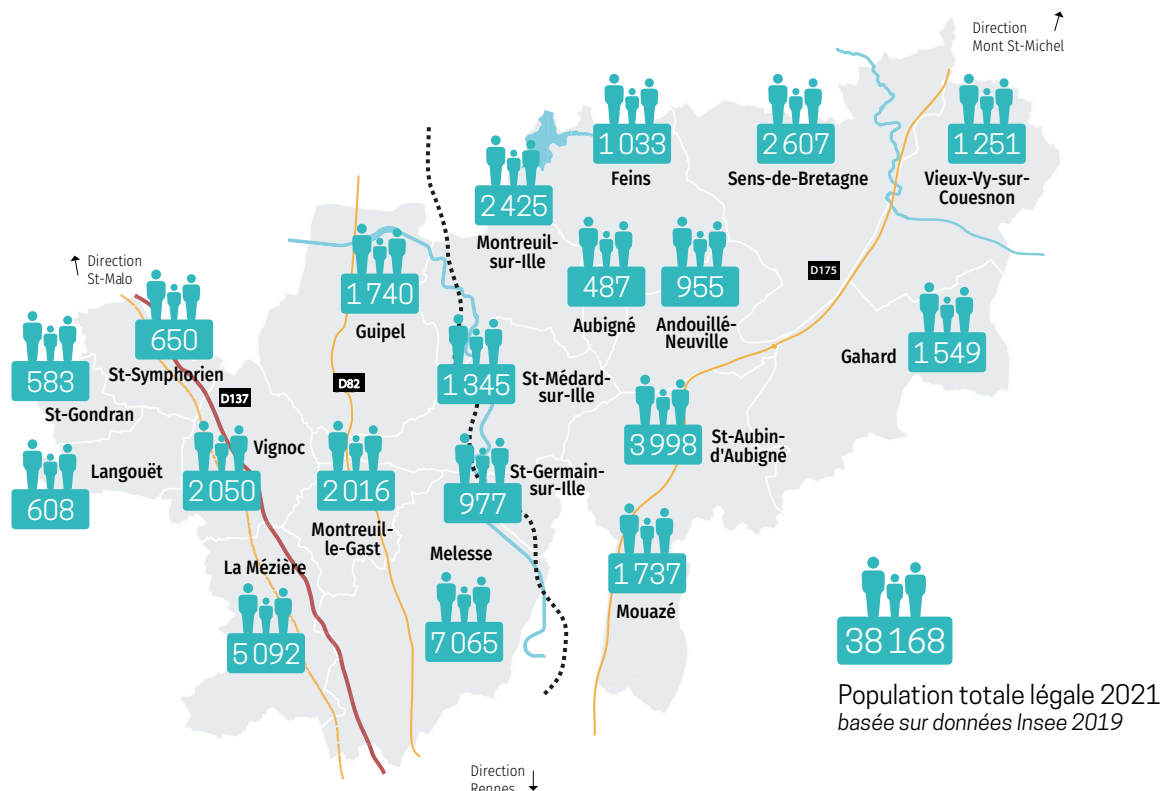 Direction
Mont St-Michel
1 033
Feins
2 607
Sens-de-Bretagne
1 251
Vieux-Vy-sur-
Couesnon
2 425
Montreuil-
sur-Ille
Direction
St-Malo
1 740
Guipel
487
Aubigné
955
Andouillé-
Neuville
D175
650
St-Symphorien
583
St-Gondran
D137
D82
1 345
St-Médard-
sur-Ille
Gahard
1 549
3 998
St-Aubin-
d'Aubigné
Langouët
608
Vignoc
2 050
2 016
Montreuil-
le-Gast
St-Germain-
sur-Ille
977
La Mézière
5 092
Melesse
7 065
1 737
Mouazé
38 168
Population totale légale 2021
basée sur données Insee 2019
Direction
Rennes